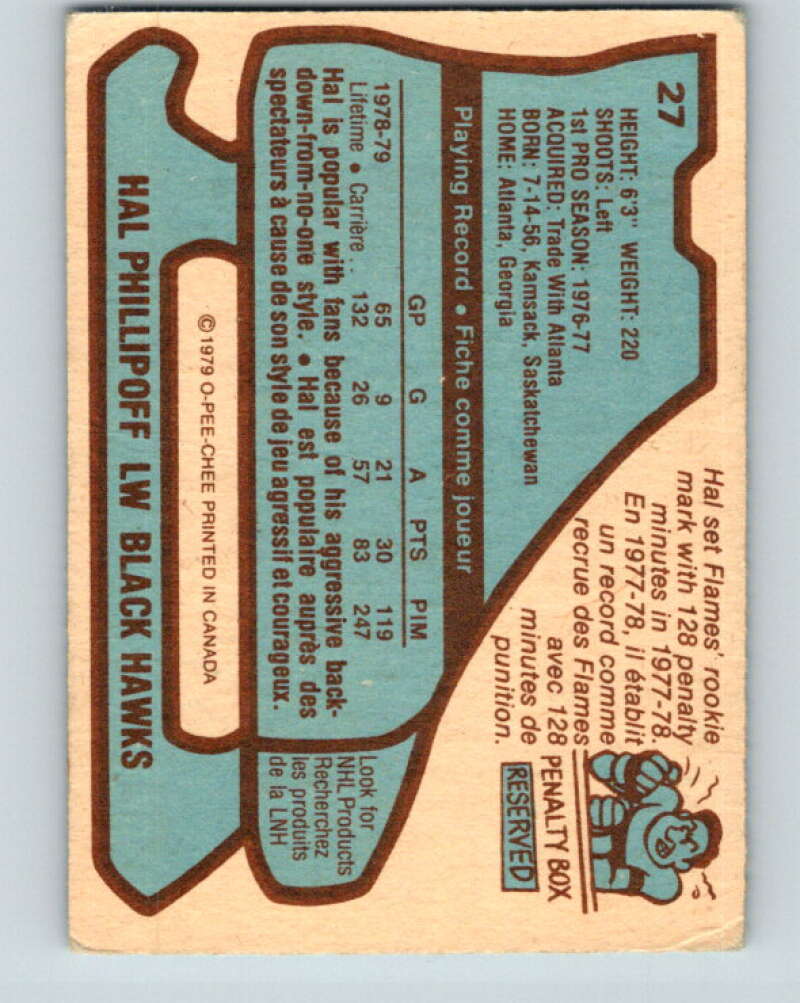 27
HEIGHT: 6'3" WEIGHT: 220
SHOOTS: Left
1st PRO SEASON: 1976-77
ACQUIRED: Trade With Atlanta
BORN: 7-14-56, Kamsack, Saskatchewan
HOME: Atlanta, Georgia
Playing Record • Fiche comme joueur
GP G A PTS PIM
1978-79 65 9 21 30 119
Lifetime • Carrière .. 132 26 57 83 247
Hal is popular with fans because of his aggressive back-
down-from-no-one style. • Hal est populaire auprès des
spectateurs à cause de son style de jeu agressif et courageux.
Hal set Flames' rookie
mark with 128 penalty
minutes in 1977-78.
En 1977-78, il établit
un record comme
recrue des Flames
avec 128
minutes de
punition.
PENALTY BOX
RESERVED
Look for
NHL Products
Recherchez
les produits
de la LNH
© 1979 O-PEE-CHEE PRINTED IN CANADA
HAL PHILLIPOFF LW BLACK HAWKS